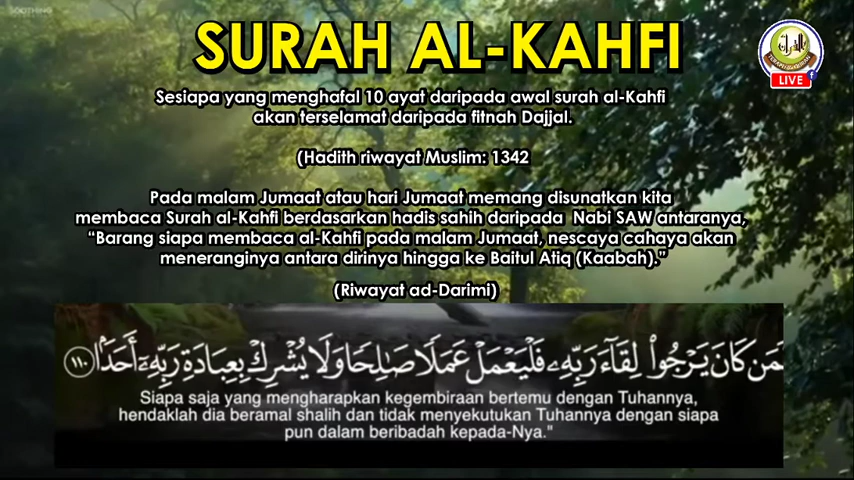 SOOTHING
SURAH AL-KAHFI
LIVE
Sesiapa yang menghafal 10 ayat daripada awal surah al-Kahfi
akan terselamat daripada fitnah Dajjal.
(Hadith riwayat Muslim: 1342
Pada malam Jumaat atau hari Jumaat memang disunatkan kita
membaca Surah al-Kahfi berdasarkan hadis sahih daripada Nabi SAW antaranya,
“Barang siapa membaca al-Kahfi pada malam Jumaat, nescaya cahaya akan
meneranginya antara dirinya hingga ke Baitul Atiq (Kaabah).”
(Riwayat ad-Darimi)
فَمَن كَانَ يَرْجُوا۟ لِقَآءَ رَبِّهِۦ فَلْيَعْمَلْ عَمَلًا صَـٰلِحًا وَلَا يُشْرِكْ بِعِبَادَةِ رَبِّهِۦٓ أَحَدًۢا ١١٠
Siapa saja yang mengharapkan kegembiraan bertemu dengan Tuhannya,
hendaklah dia beramal shalih dan tidak menyekutukan Tuhannya dengan siapa
pun dalam beribadah kepada-Nya."